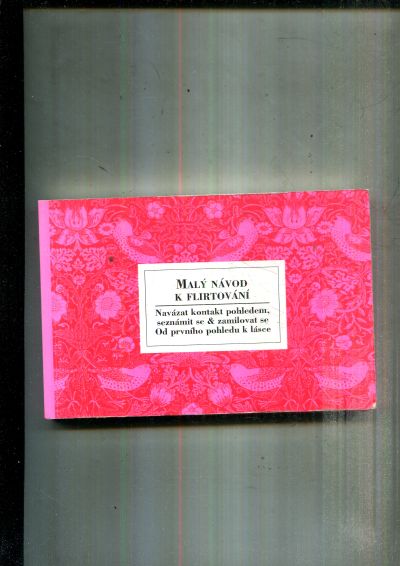 MALÝ NÁVOD
K FLIRTOVÁNÍ
Navázat kontakt pohledem,
seznámit se & zamilovat se
Od prvního pohledu k lásce